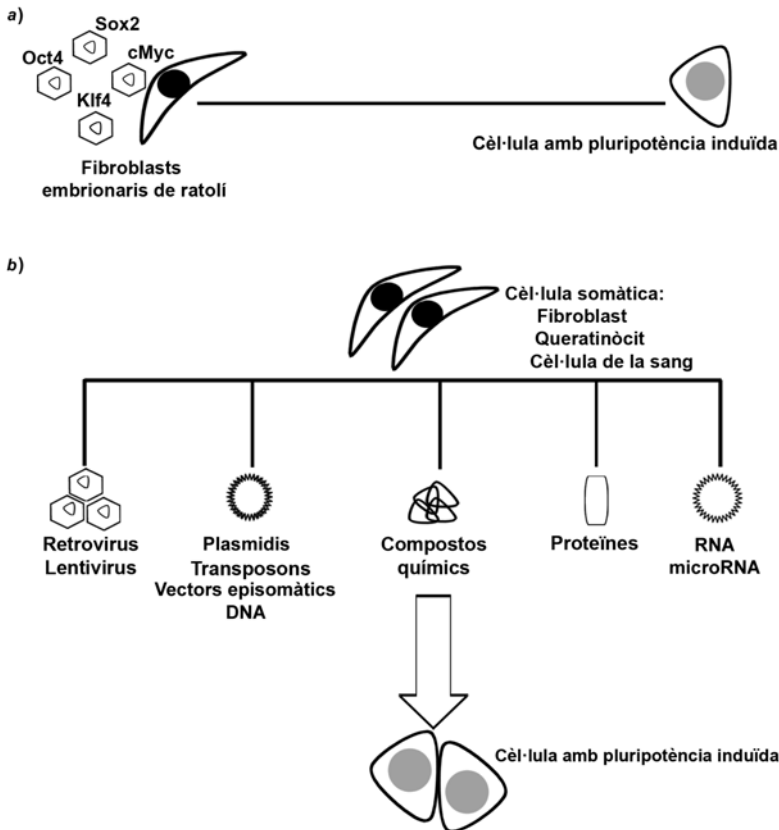 a)
Sox2
Oct4
cMyc
Klf4
Fibroblasts
embrionaris de ratolí
Cèl·lula amb pluripotència induïda
b)
Cèl·lula somàtica:
Fibroblast
Queratinòcit
Cèl·lula de la sang
Retrovirus
Lentivirus
Plasmidis
Transposons
Vectors episomàtics
DNA
Compostos
químics
Proteïnes
RNA
microRNA
Cèl·lula amb pluripotència induïda